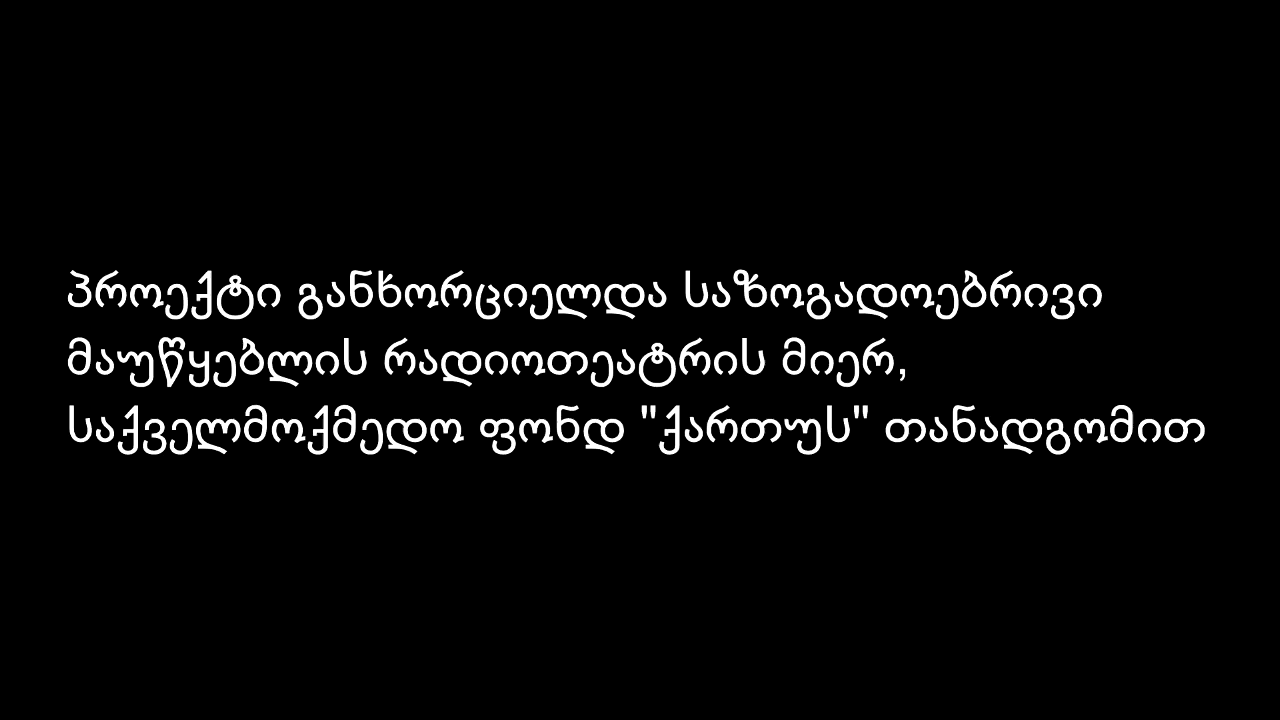 პროექტი განხორციელდა საზოგადოებრივი
მაუწყებლის რადიოთეატრის მიერ,
საქველმოქმედო ფონდ "ქართუს" თანადგომით